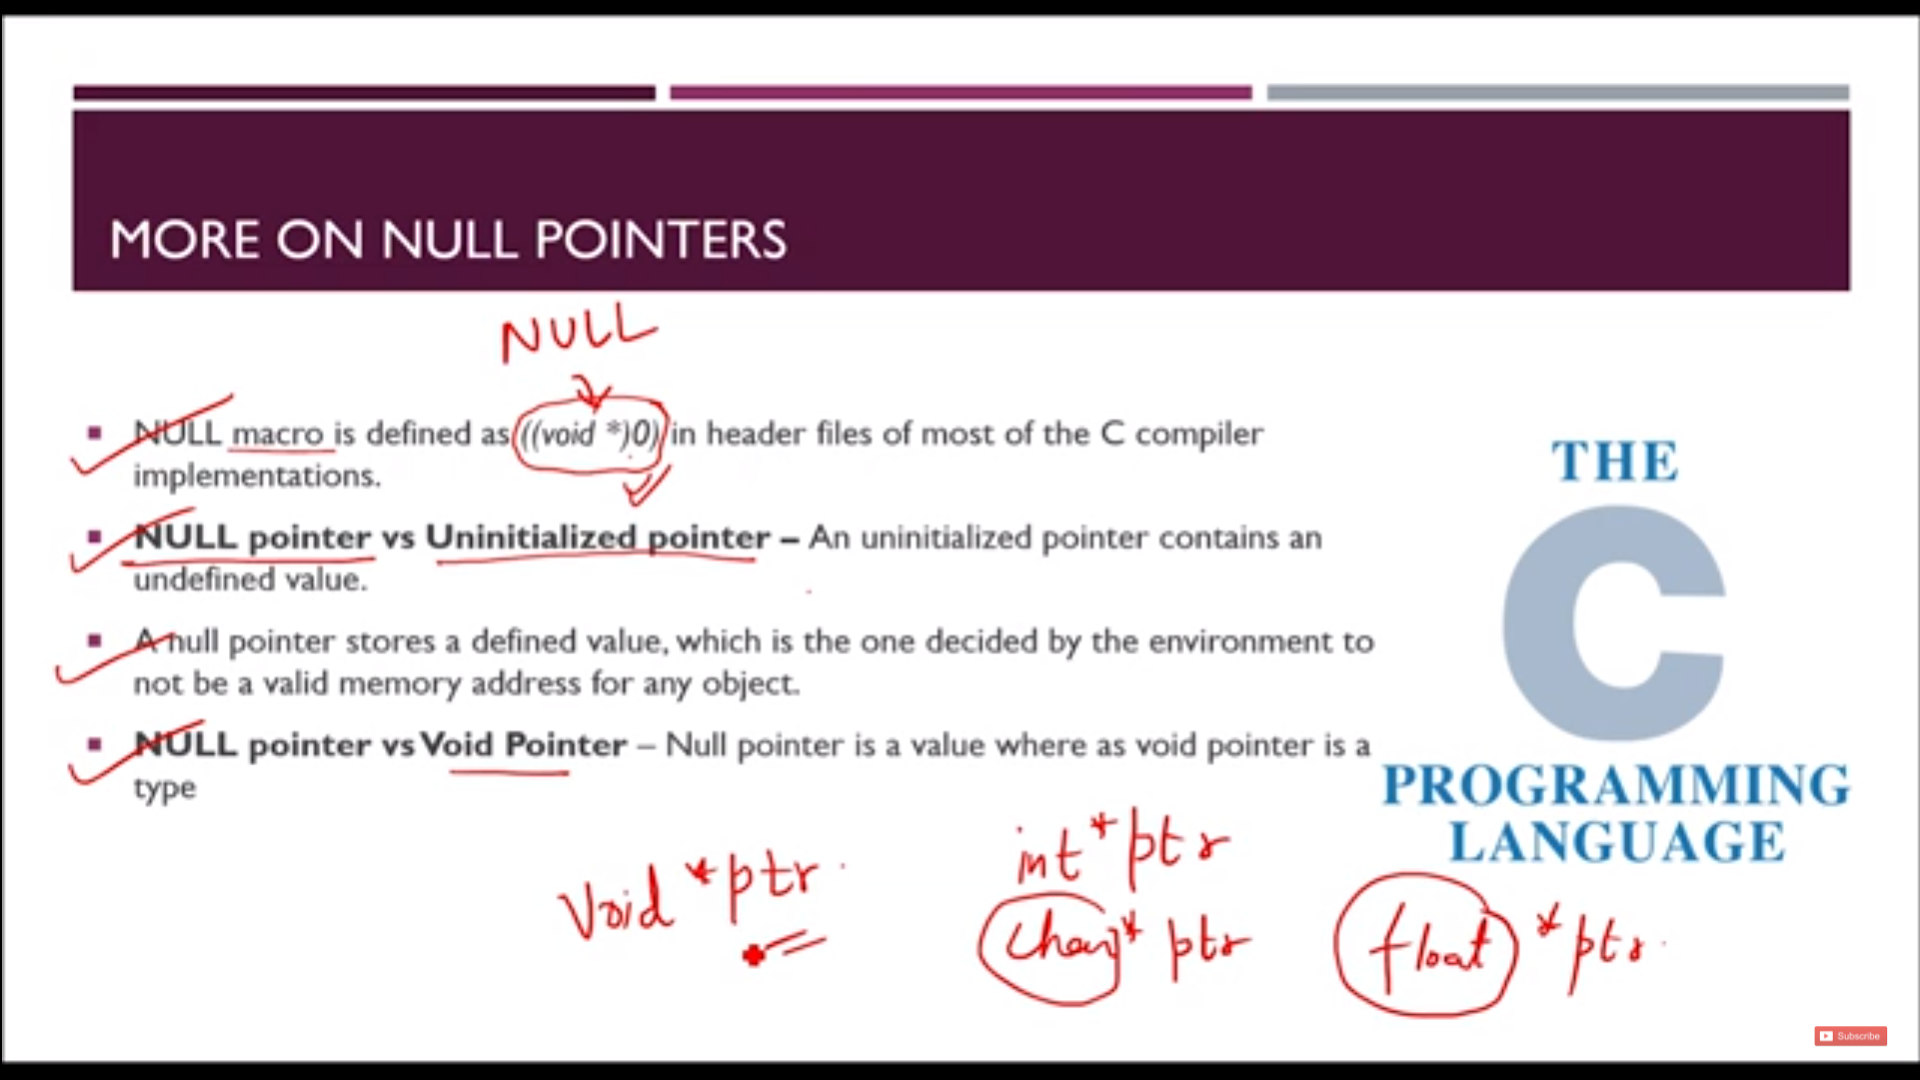 MORE ON NULL POINTERS
NULL
NULL macro is defined as ((void *)0) in header files of most of the C compiler
implementations.
NULL pointer vs Uninitialized pointer – An uninitialized pointer contains an
undefined value.
A null pointer stores a defined value, which is the one decided by the environment to
not be a valid memory address for any object.
NULL pointer vs Void Pointer – Null pointer is a value where as void pointer is a
type
THE
C
PROGRAMMING
LANGUAGE
Void *ptr
int *ptr
char* ptr
float *ptr
Subscribe